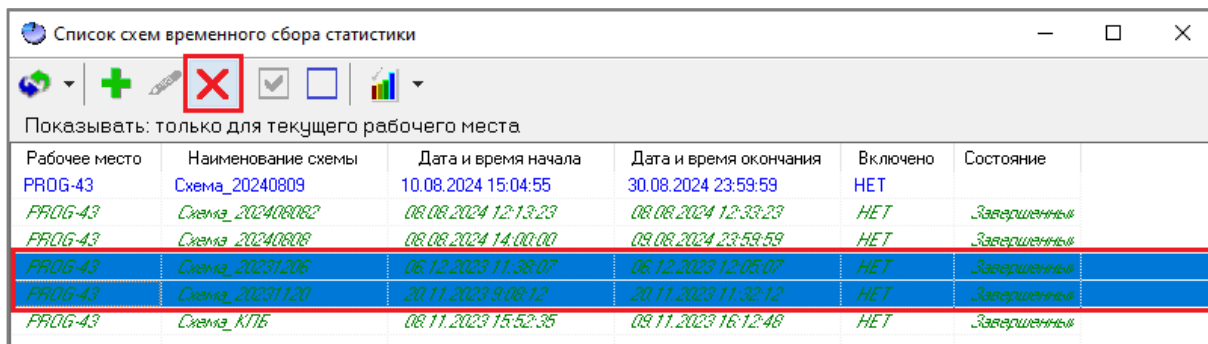 Список схем временного сбора статистики
Показывать: только для текущего рабочего места
Рабочее место Наименование схемы Дата и время начала Дата и время окончания Включено Состояние
PROG-43 Схема_20240809 10.08.2024 15:04:55 30.08.2024 23:59:59 НЕТ
PROG-43 Схема_202408082 08.08.2024 12:13:23 08.08.2024 12:33:23 НЕТ Завершенный
PROG-43 Схема_20240808 08.08.2024 14:00:00 09.08.2024 23:59:59 НЕТ Завершенный
PROG-43 Схема_20231206 06.12.2023 11:38:07 06.12.2023 12:05:07 НЕТ Завершенный
PROG-43 Схема_20231120 20.11.2023 9:08:12 20.11.2023 11:32:12 НЕТ Завершенный
PROG-43 Схема_КПБ 08.11.2023 15:52:35 09.11.2023 16:12:48 НЕТ Завершенный